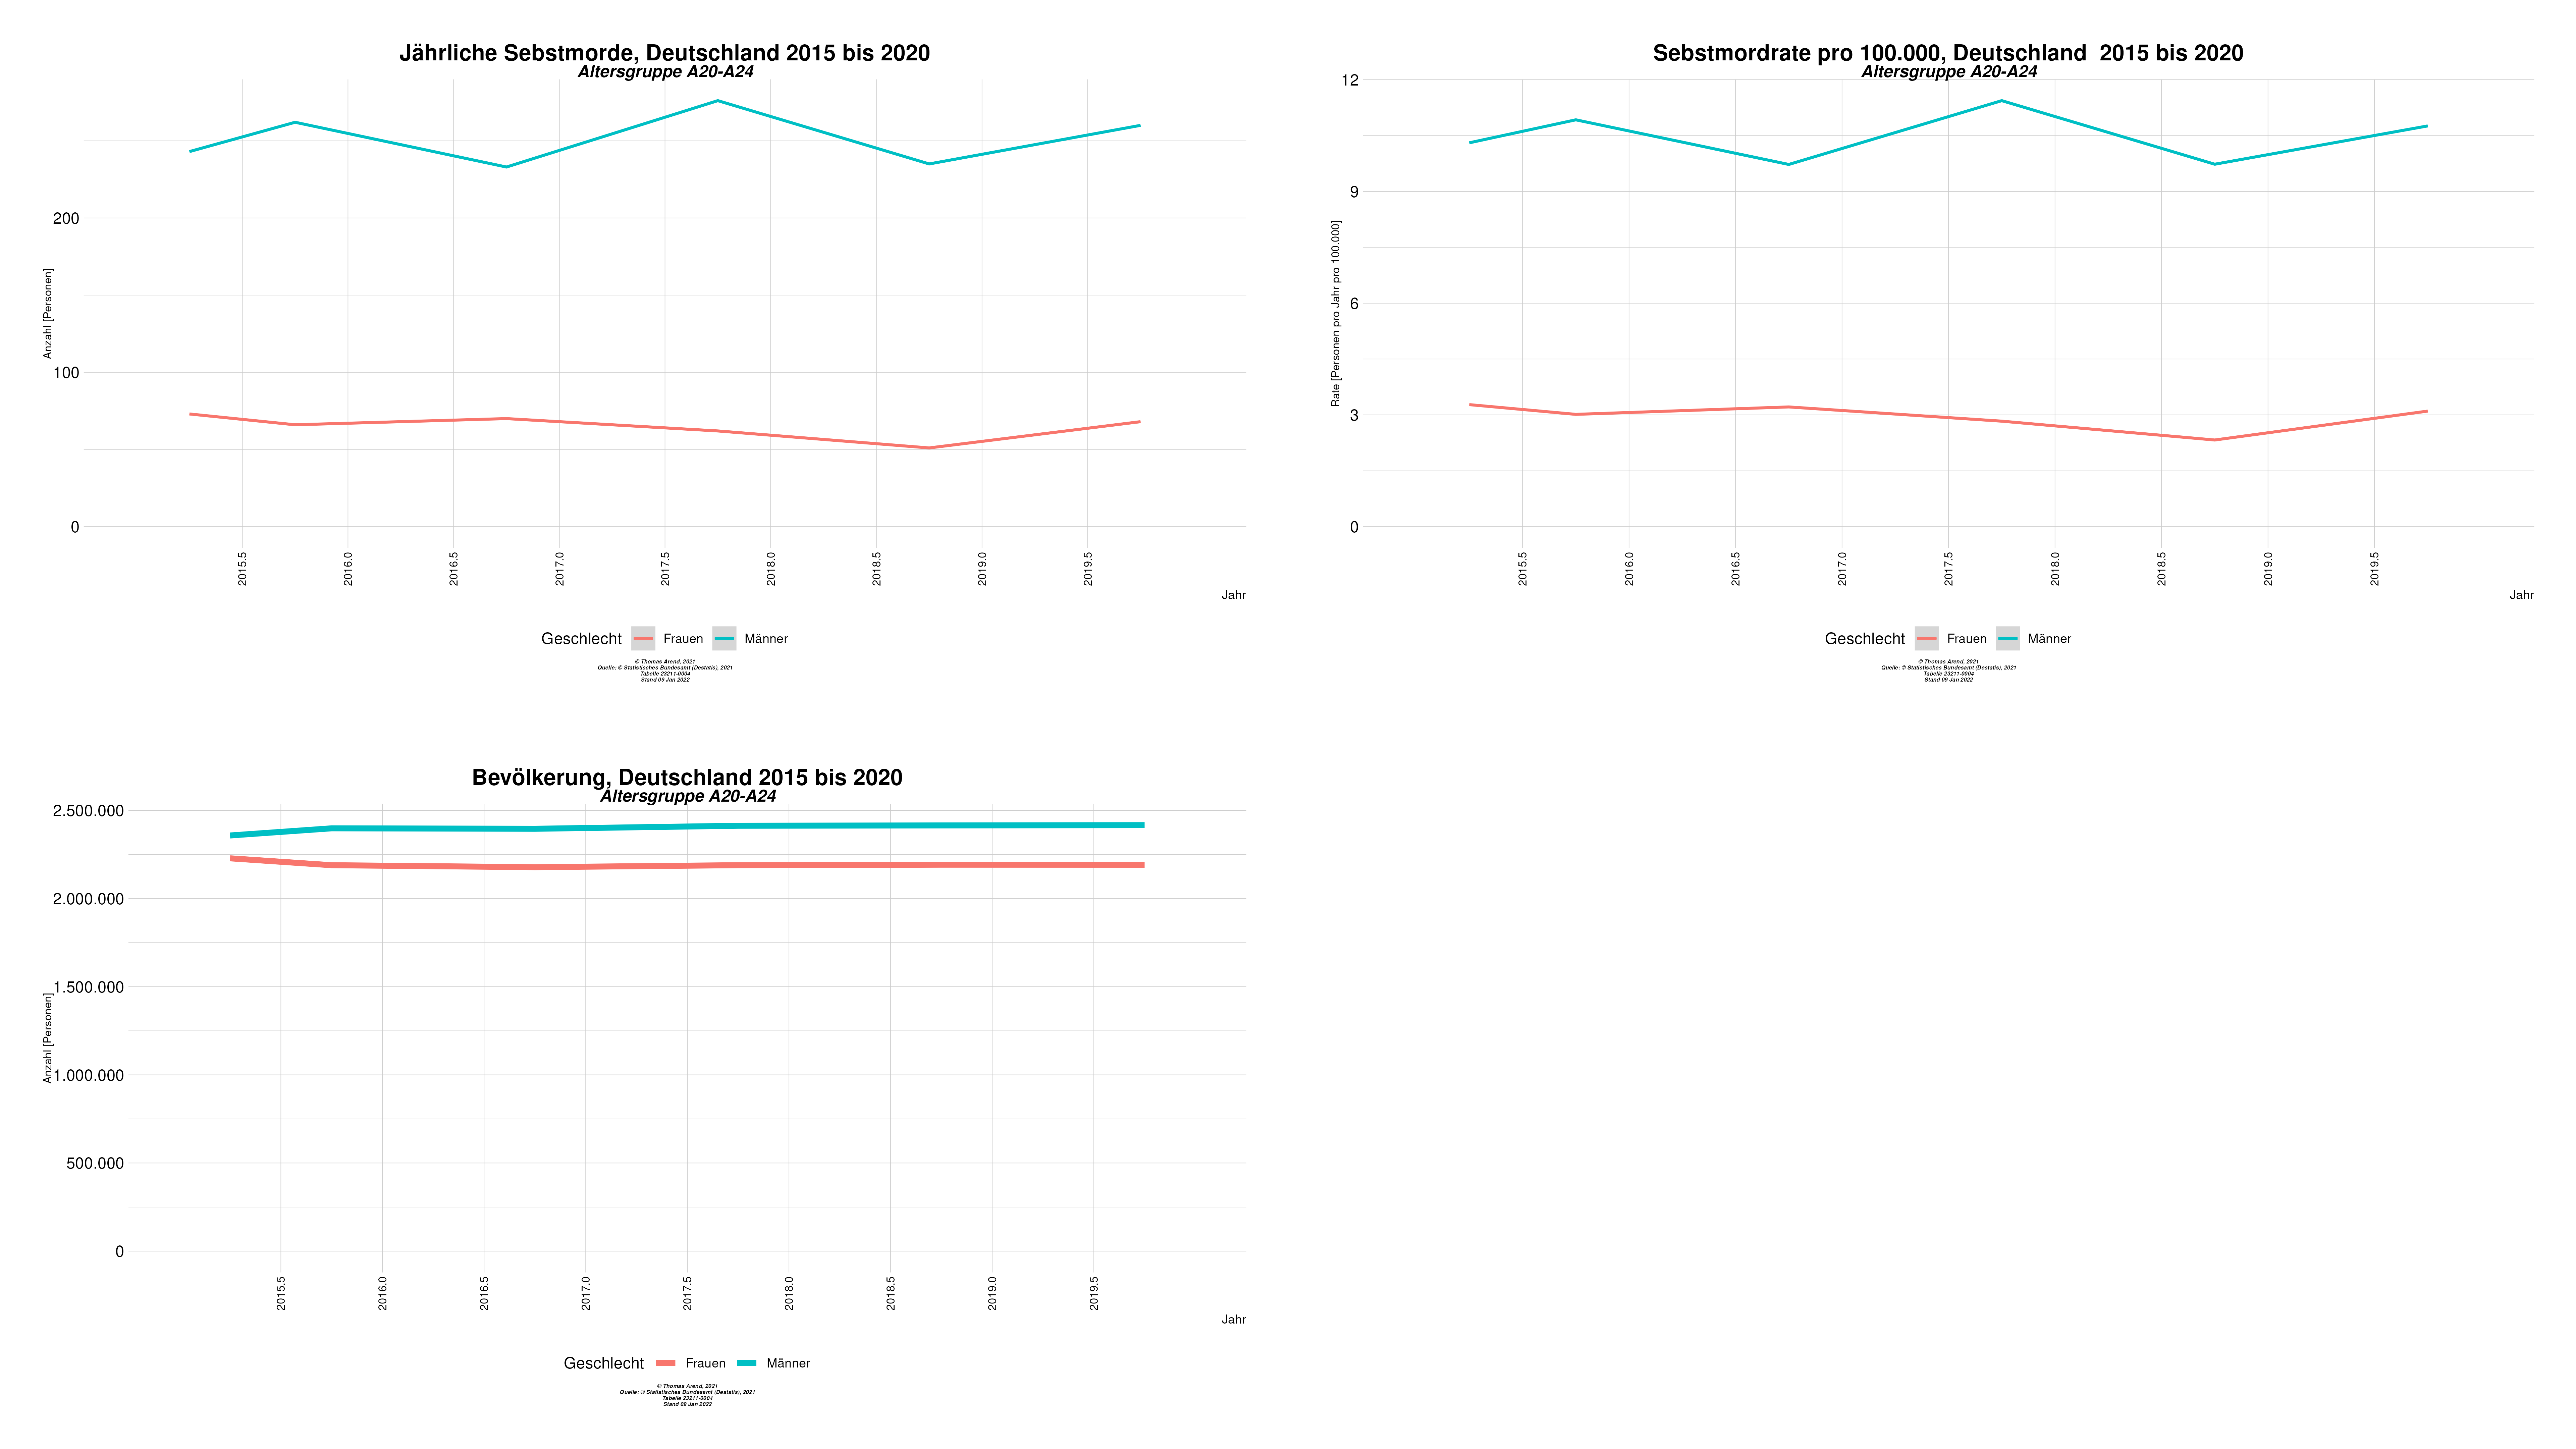 Jährliche Sebstmorde, Deutschland 2015 bis 2020
Altersgruppe A20-A24
Anzahl [Personen]
200
100
0
2015.5
2016.0
2016.5
2017.0
2017.5
2018.0
2018.5
2019.0
2019.5
Jahr
Geschlecht Frauen Männer
© Thomas Arend, 2021
Quelle: © Statistisches Bundesamt (Destatis), 2021
Tabelle 23211-0004
Stand 09 Jan 2022
Sebstmordrate pro 100.000, Deutschland  2015 bis 2020
Altersgruppe A20-A24
Rate [Personen pro Jahr pro 100.000]
12
9
6
3
0
2015.5
2016.0
2016.5
2017.0
2017.5
2018.0
2018.5
2019.0
2019.5
Jahr
Geschlecht Frauen Männer
© Thomas Arend, 2021
Quelle: © Statistisches Bundesamt (Destatis), 2021
Tabelle 23211-0004
Stand 09 Jan 2022
Bevölkerung, Deutschland 2015 bis 2020
Altersgruppe A20-A24
Anzahl [Personen]
2.500.000
2.000.000
1.500.000
1.000.000
500.000
0
2015.5
2016.0
2016.5
2017.0
2017.5
2018.0
2018.5
2019.0
2019.5
Jahr
Geschlecht Frauen Männer
© Thomas Arend, 2021
Quelle: © Statistisches Bundesamt (Destatis), 2021
Tabelle 23211-0004
Stand 09 Jan 2022